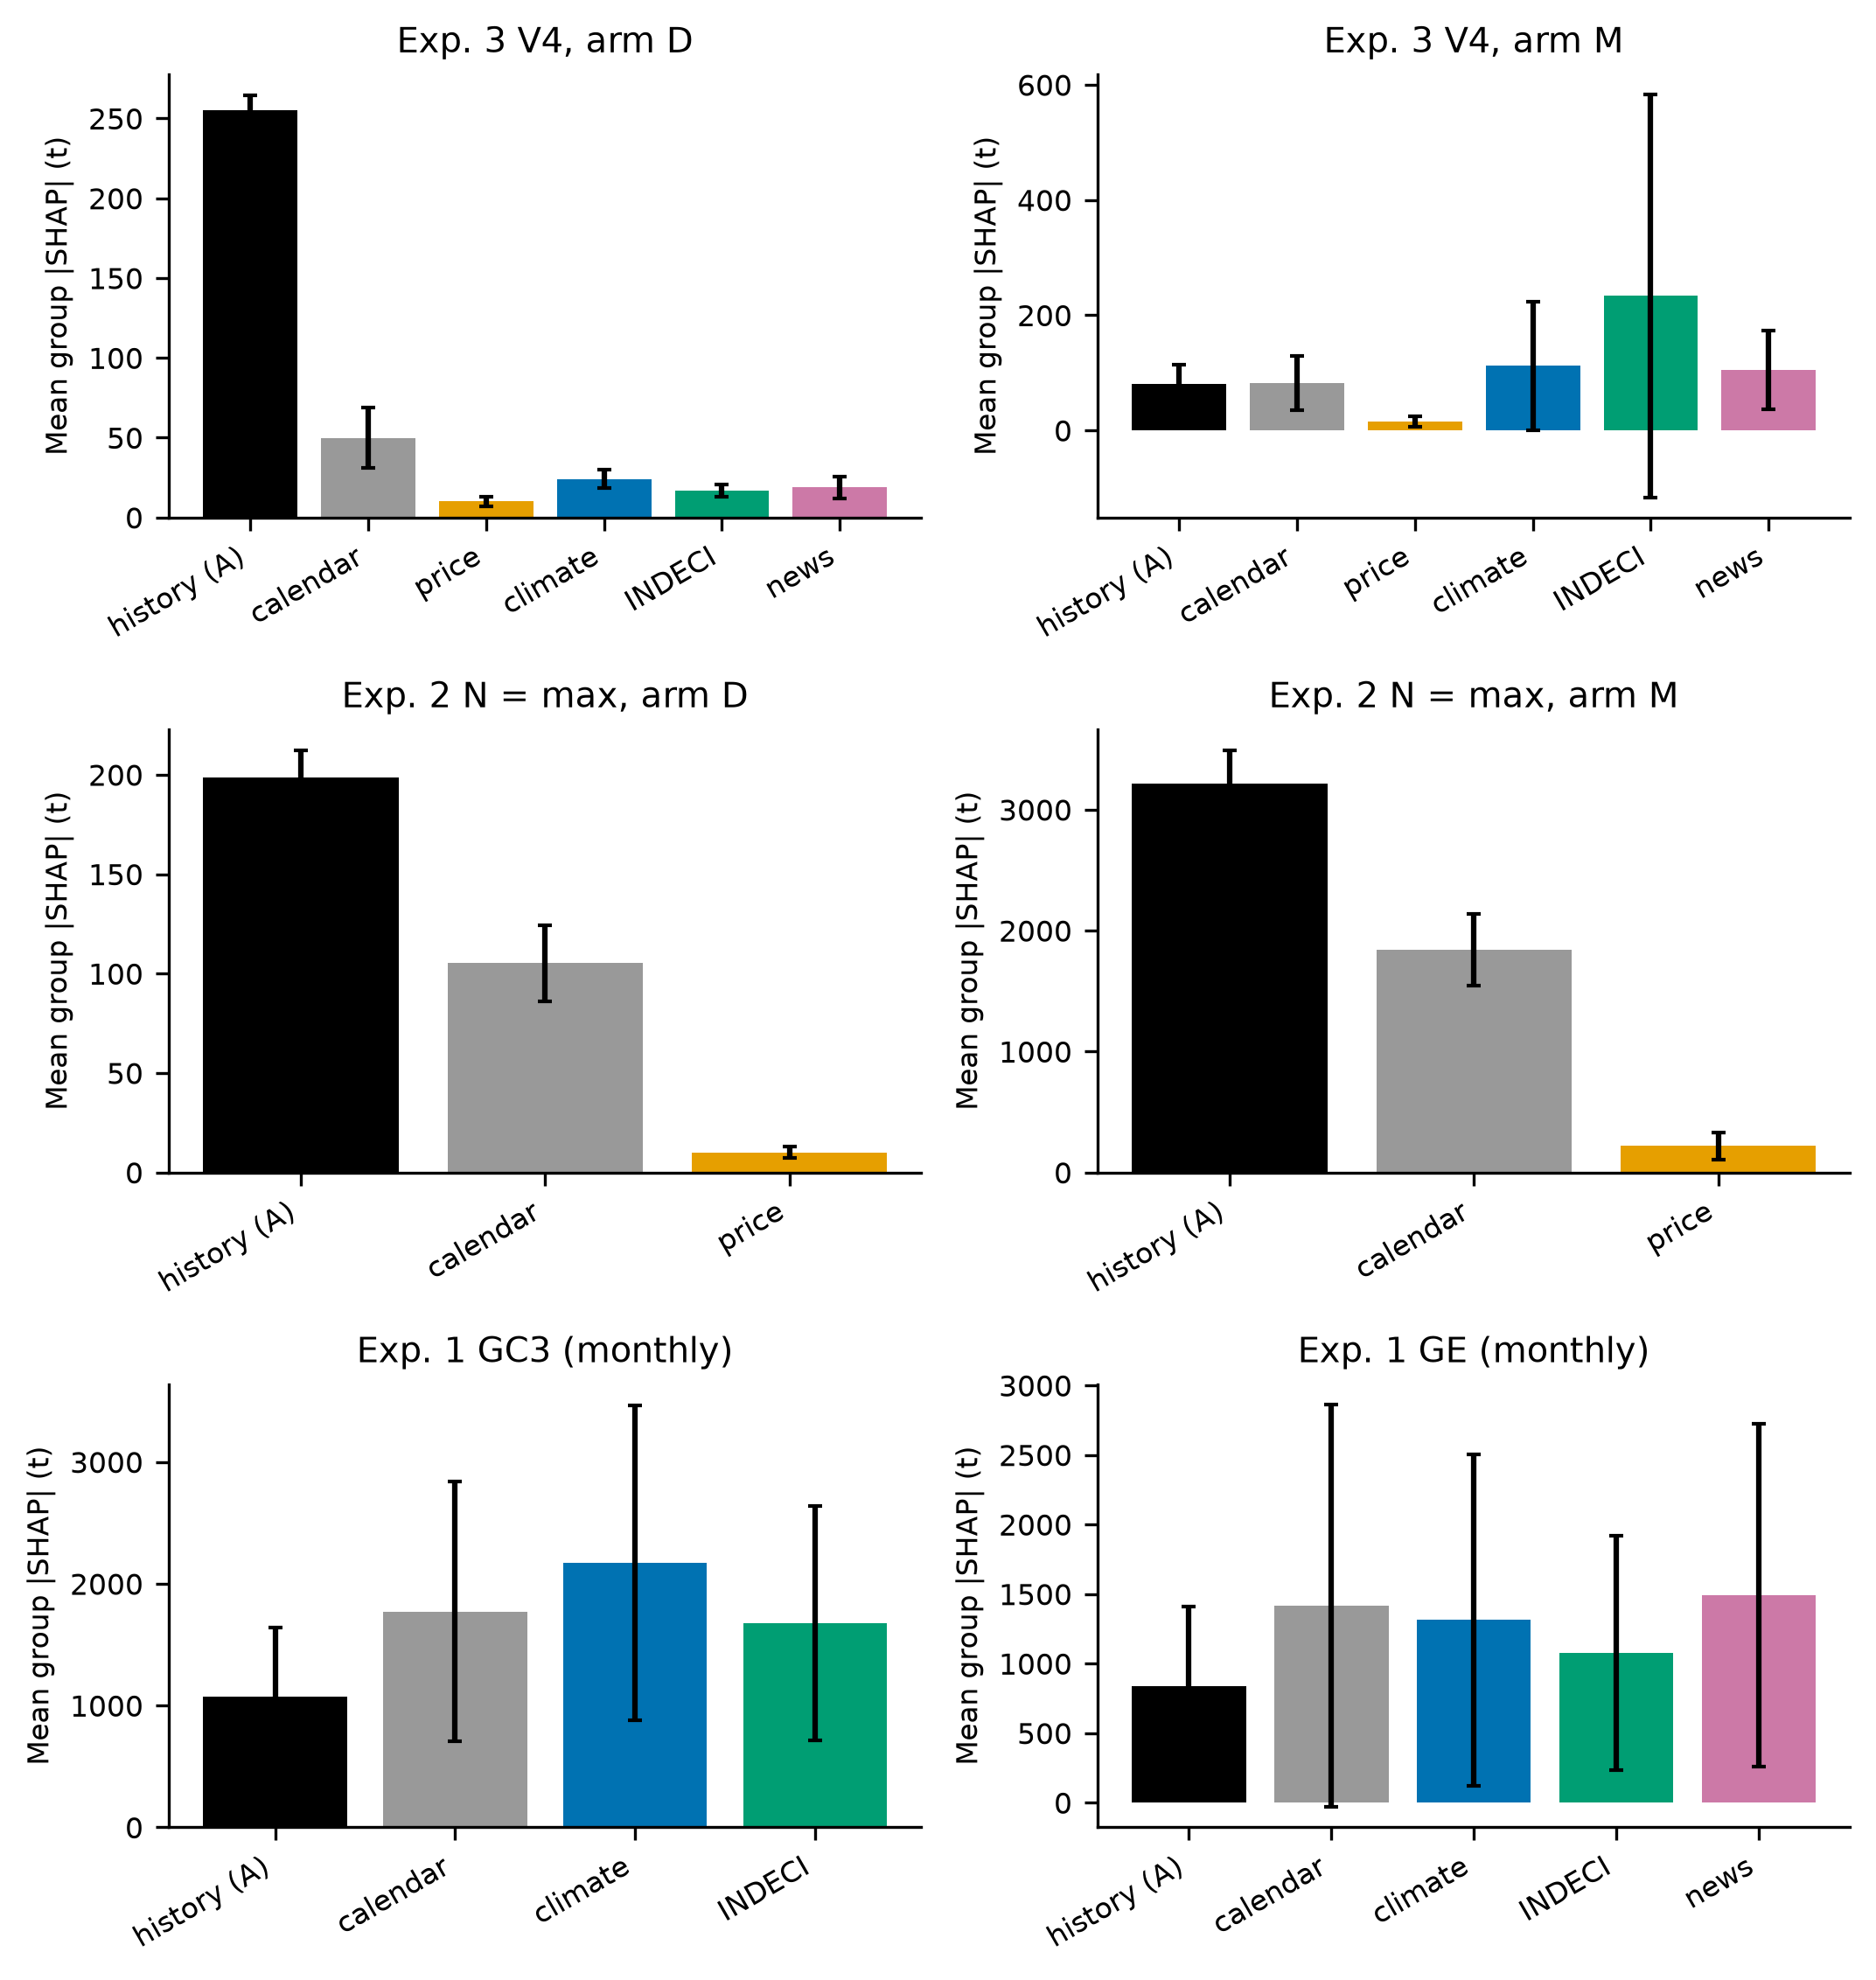 Exp. 3 V4, arm D
Mean group |SHAP| (t)
250
200
150
100
50
0
history (A)
calendar
price
climate
INDECI
news
Exp. 3 V4, arm M
Mean group |SHAP| (t)
600
400
200
0
history (A)
calendar
price
climate
INDECI
news
Exp. 2 N = max, arm D
Mean group |SHAP| (t)
200
150
100
50
0
history (A)
calendar
price
Exp. 2 N = max, arm M
Mean group |SHAP| (t)
3000
2000
1000
0
history (A)
calendar
price
Exp. 1 GC3 (monthly)
Mean group |SHAP| (t)
3000
2000
1000
0
history (A)
calendar
climate
INDECI
Exp. 1 GE (monthly)
Mean group |SHAP| (t)
3000
2500
2000
1500
1000
500
0
history (A)
calendar
climate
INDECI
news